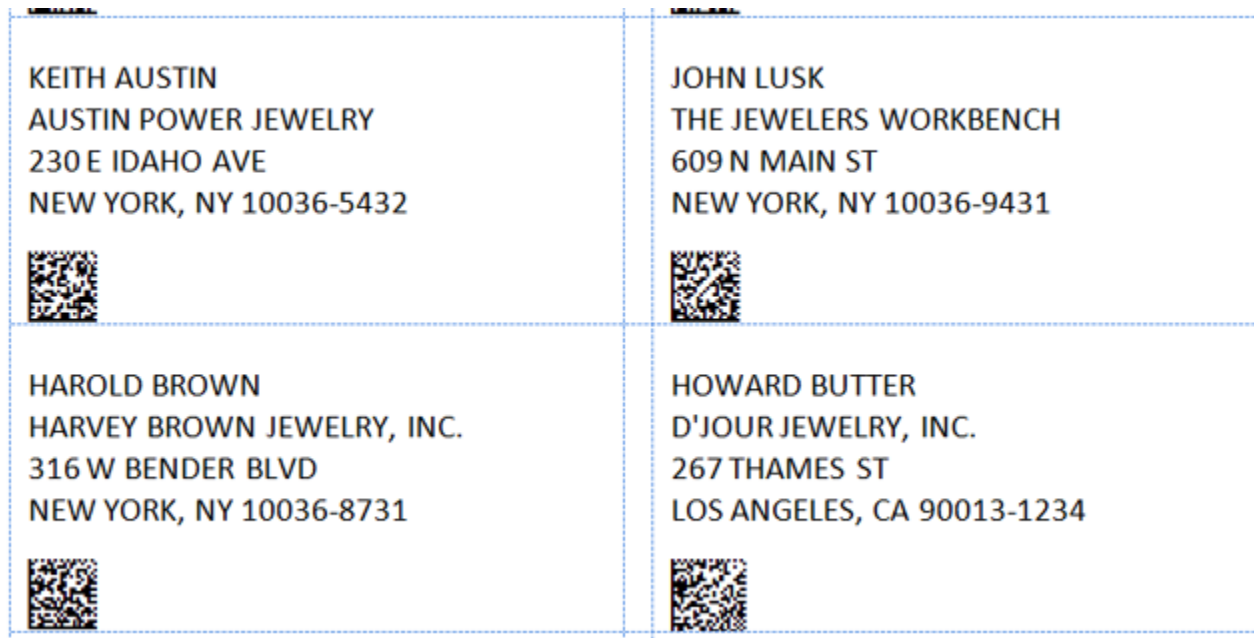 KEITH AUSTIN
AUSTIN POWER JEWELRY
230 E IDAHO AVE
NEW YORK, NY 10036-5432
JOHN LUSK
THE JEWELERS WORKBENCH
609 N MAIN ST
NEW YORK, NY 10036-9431
HAROLD BROWN
HARVEY BROWN JEWELRY, INC.
316 W BENDER BLVD
NEW YORK, NY 10036-8731
HOWARD BUTTER
D'JOUR JEWELRY, INC.
267 THAMES ST
LOS ANGELES, CA 90013-1234